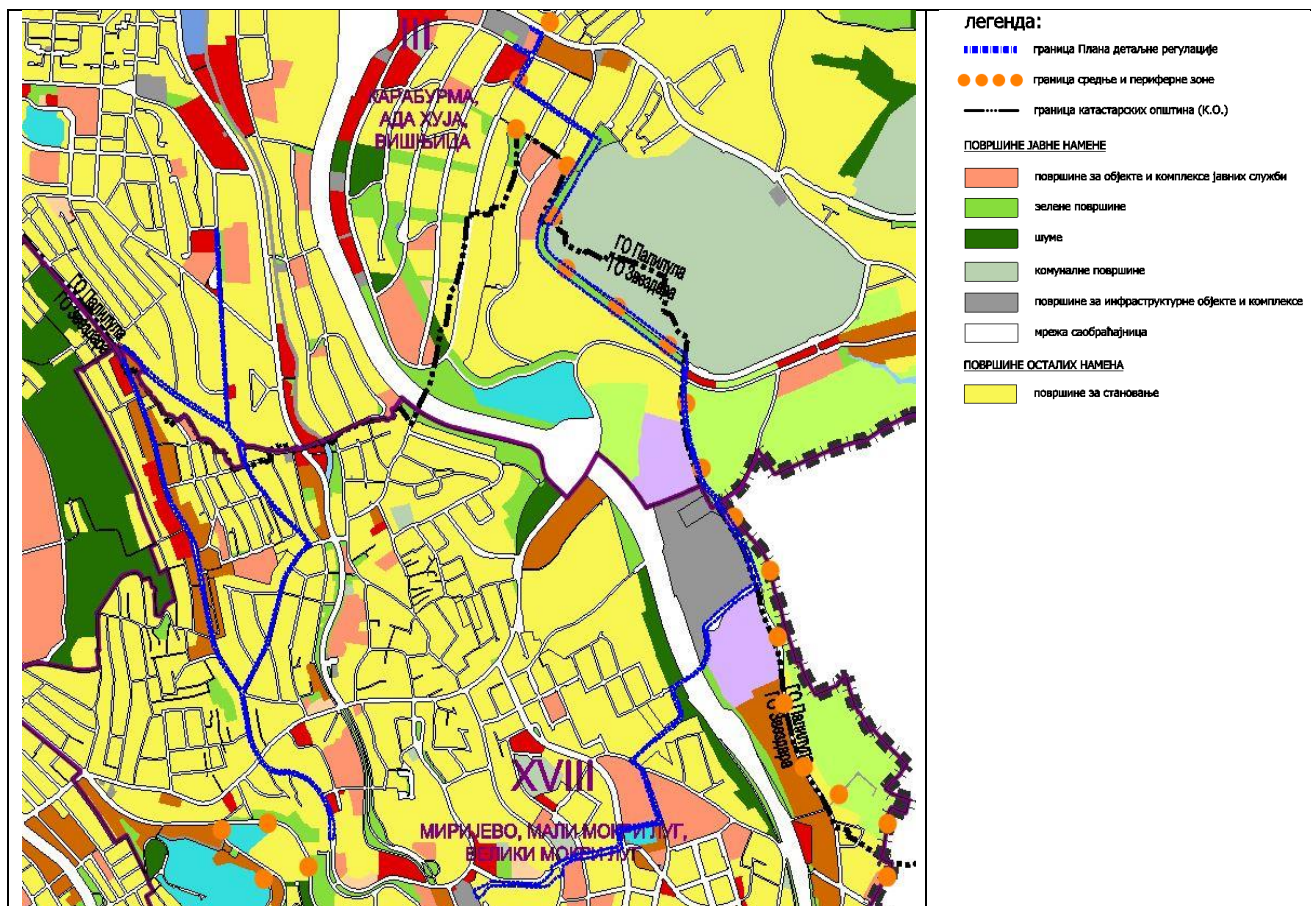 III
КАРАБУРМА,
АДА ХУЈА,
ВИШЊИЦА
ГО Палилула
ГО Звездара
ГО Палилула
ГО Звездара
ГО Палилула
ГО Звездара
XVIII
МИРИЈЕВО, МАЛИ МОКРИ ЛУГ,
ВЕЛИКИ МОКРИ ЛУГ
легенда:
граница Плана детаљне регулације
граница средње и периферне зоне
граница катастарских општина (К.О.)
ПОВРШИНЕ ЈАВНЕ НАМЕНЕ
површине за објекте и комплексе јавних служби
зелене површине
шуме
комуналне површине
површине за инфраструктурне објекте и комплексе
мрежа саобраћајница
ПОВРШИНЕ ОСТАЛИХ НАМЕНА
површине за становање